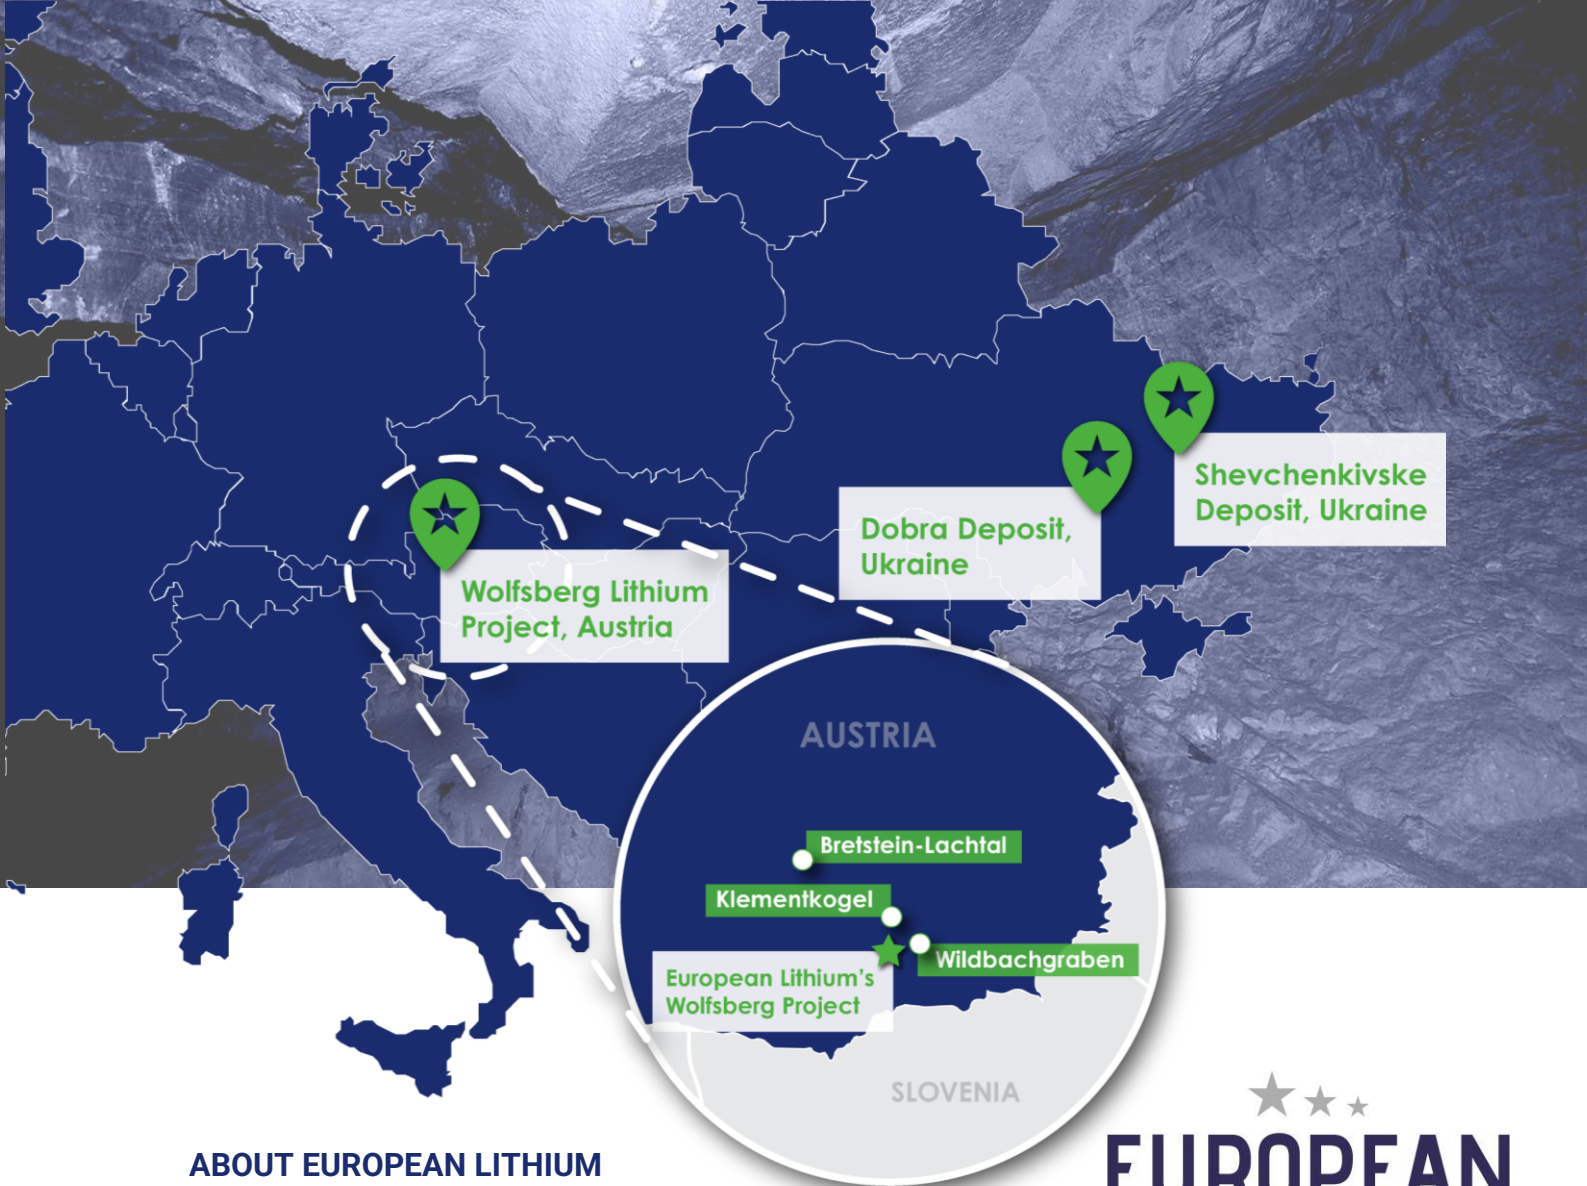 Shevchenkivske
Deposit, Ukraine
Dobra Deposit,
Ukraine
Wolfsberg Lithium
Project, Austria
AUSTRIA
Bretstein-Lachtal
Klementkogel
Wildbachgraben
European Lithium's
Wolfsberg Project
SLOVENIA
ABOUT EUROPEAN LITHIUM
EUROPEAN